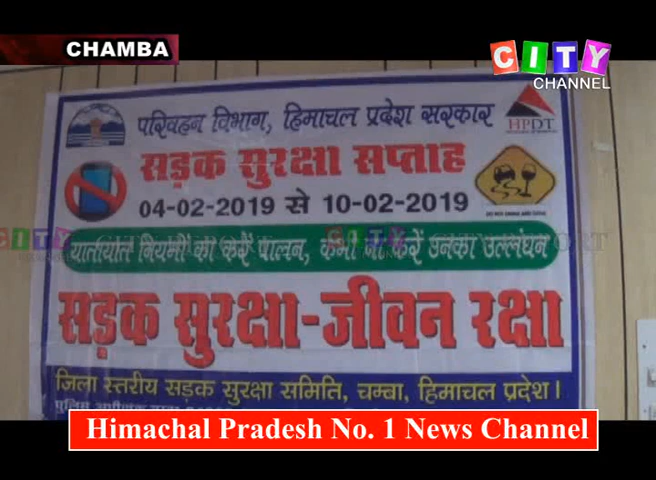 CHAMBA
CITY
CHANNEL
परिवहन विभाग, हिमाचल प्रदेश सरकार
HPDT
सड़क सुरक्षा सप्ताह
04-02-2019 से 10-02-2019
यातायात नियमों का करें पालन, कभी ना करें उनका उल्लंघन
सड़क सुरक्षा-जीवन रक्षा
जिला स्तरीय सड़क सुरक्षा समिति, चम्बा, हिमाचल प्रदेश।
Himachal Pradesh No. 1 News Channel